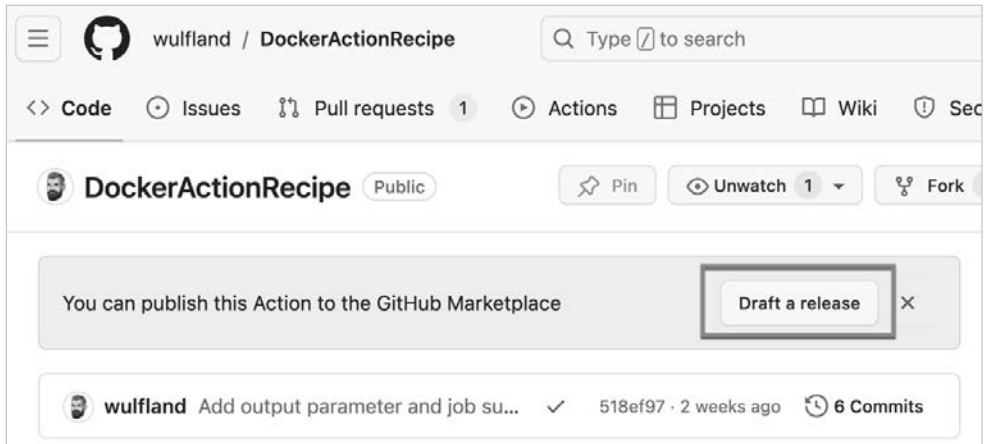 wulfland / DockerActionRecipe Type / to search
Code Issues Pull requests 1 Actions Projects Wiki Sec
DockerActionRecipe Public Pin Unwatch 1 Fork
You can publish this Action to the GitHub Marketplace Draft a release
wulfland Add output parameter and job su... 518ef97 · 2 weeks ago 6 Commits